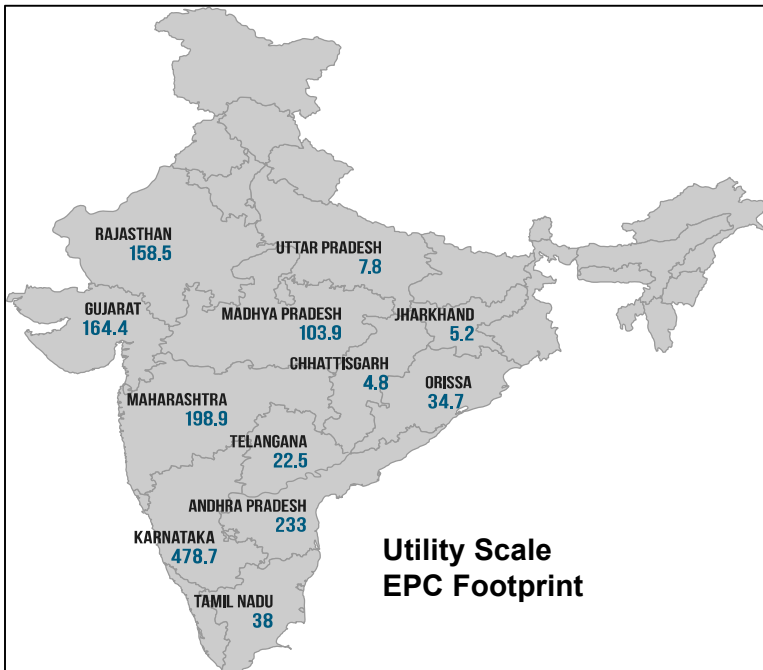 RAJASTHAN
158.5
UTTAR PRADESH
7.8
GUJARAT
164.4
MADHYA PRADESH
103.9
JHARKHAND
5.2
CHHATTISGARH
4.8
ORISSA
34.7
MAHARASHTRA
198.9
TELANGANA
22.5
ANDHRA PRADESH
233
KARNATAKA
478.7
TAMIL NADU
38
Utility Scale
EPC Footprint